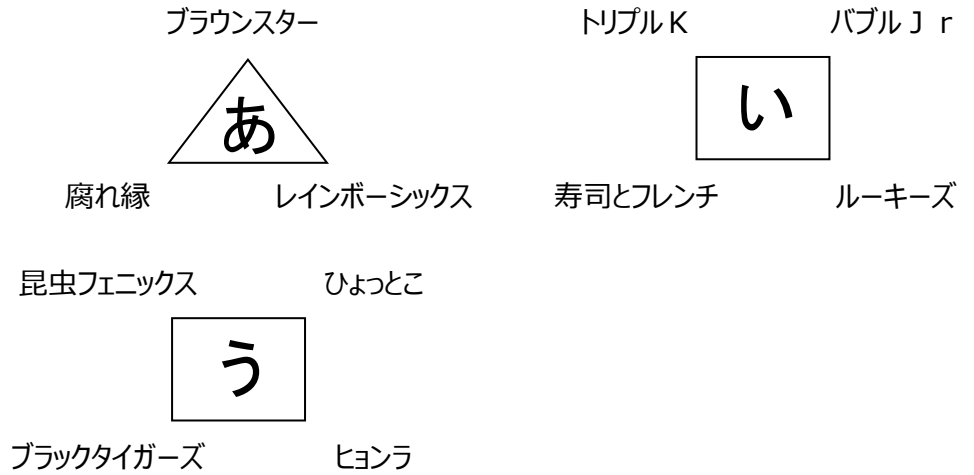 ブラウンスター
あ
腐れ縁 レインボーシックス
トリプルK バブルJr
い
寿司とフレンチ ルーキーズ
昆虫フェニックス ひょっとこ
う
ブラックタイガーズ ヒョンラ